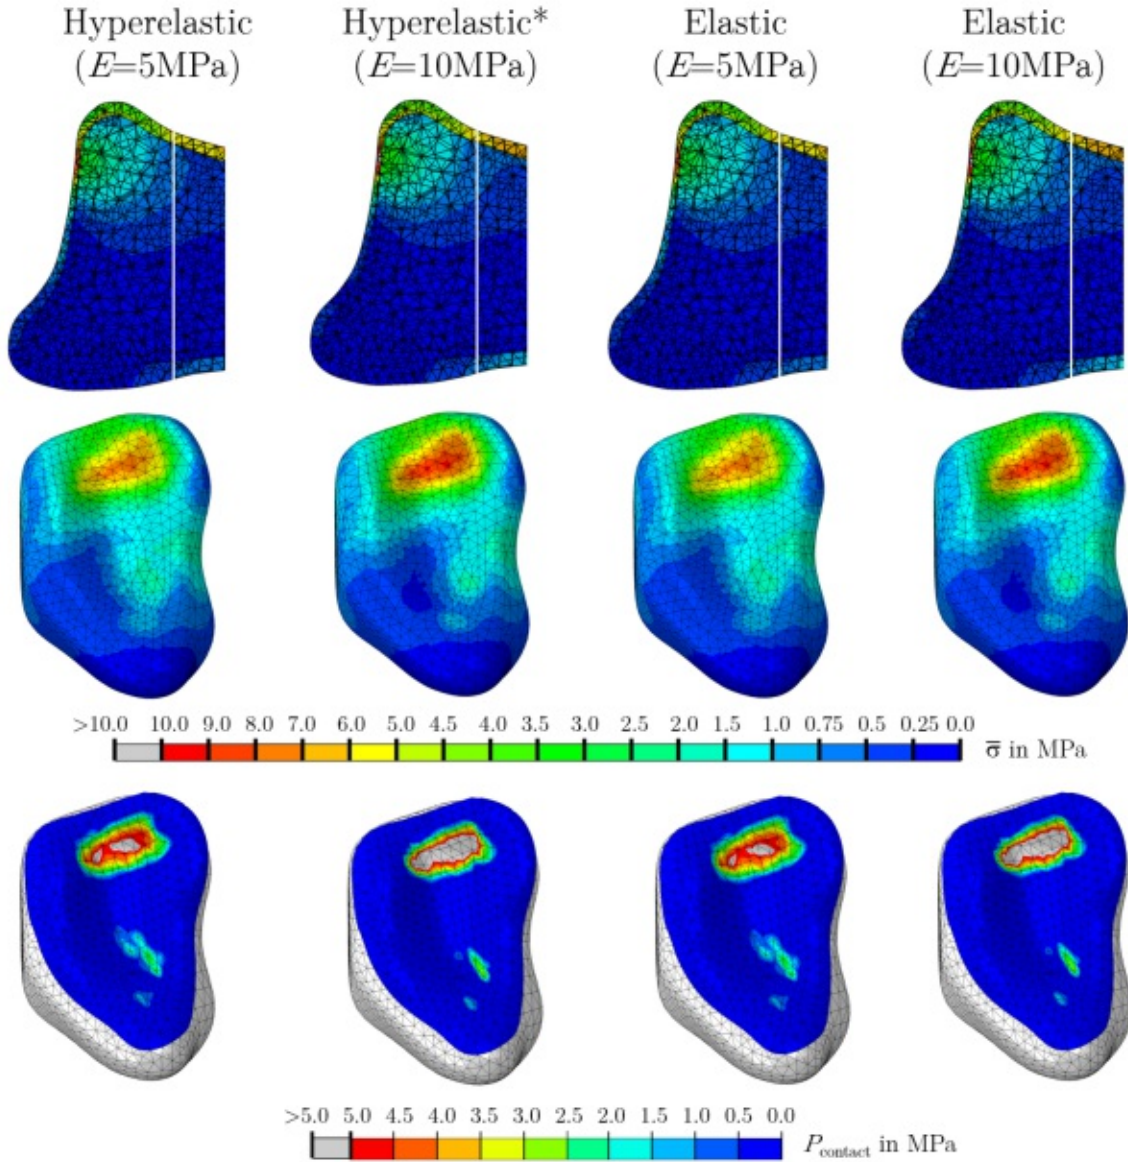 Hyperelastic Hyperelastic* Elastic Elastic
(E=5MPa) (E=10MPa) (E=5MPa) (E=10MPa)
>10.0 10.0 9.0 8.0 7.0 6.0 5.0 4.5 4.0 3.5 3.0 2.5 2.0 1.5 1.0 0.75 0.5 0.25 0.0
σ̅ in MPa
>5.0 5.0 4.5 4.0 3.5 3.0 2.5 2.0 1.5 1.0 0.5 0.0
Pcontact in MPa